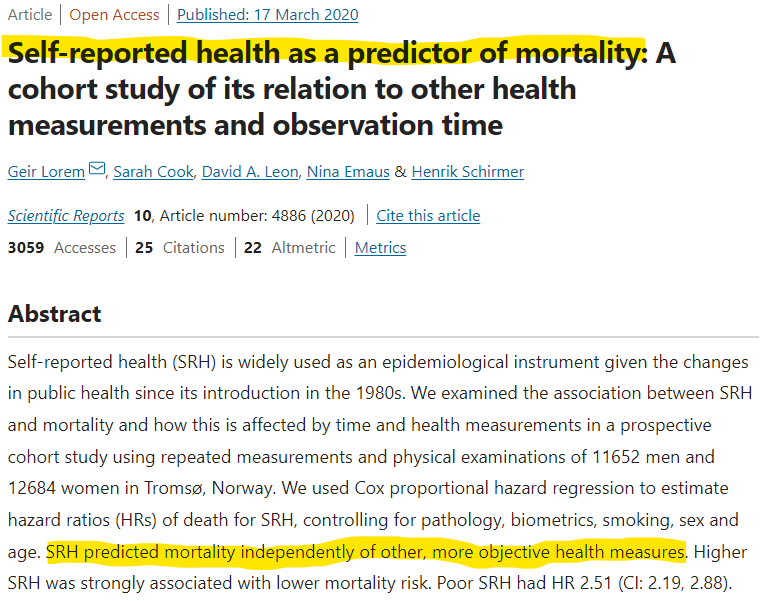 Article | Open Access | Published: 17 March 2020
Self-reported health as a predictor of mortality: A
cohort study of its relation to other health
measurements and observation time
Geir Lorem, Sarah Cook, David A. Leon, Nina Emaus & Henrik Schirmer
Scientific Reports 10, Article number: 4886 (2020) | Cite this article
3059 Accesses | 25 Citations | 22 Altmetric | Metrics
Abstract
Self-reported health (SRH) is widely used as an epidemiological instrument given the changes
in public health since its introduction in the 1980s. We examined the association between SRH
and mortality and how this is affected by time and health measurements in a prospective
cohort study using repeated measurements and physical examinations of 11652 men and
12684 women in Tromsø, Norway. We used Cox proportional hazard regression to estimate
hazard ratios (HRs) of death for SRH, controlling for pathology, biometrics, smoking, sex and
age. SRH predicted mortality independently of other, more objective health measures. Higher
SRH was strongly associated with lower mortality risk. Poor SRH had HR 2.51 (CI: 2.19, 2.88).